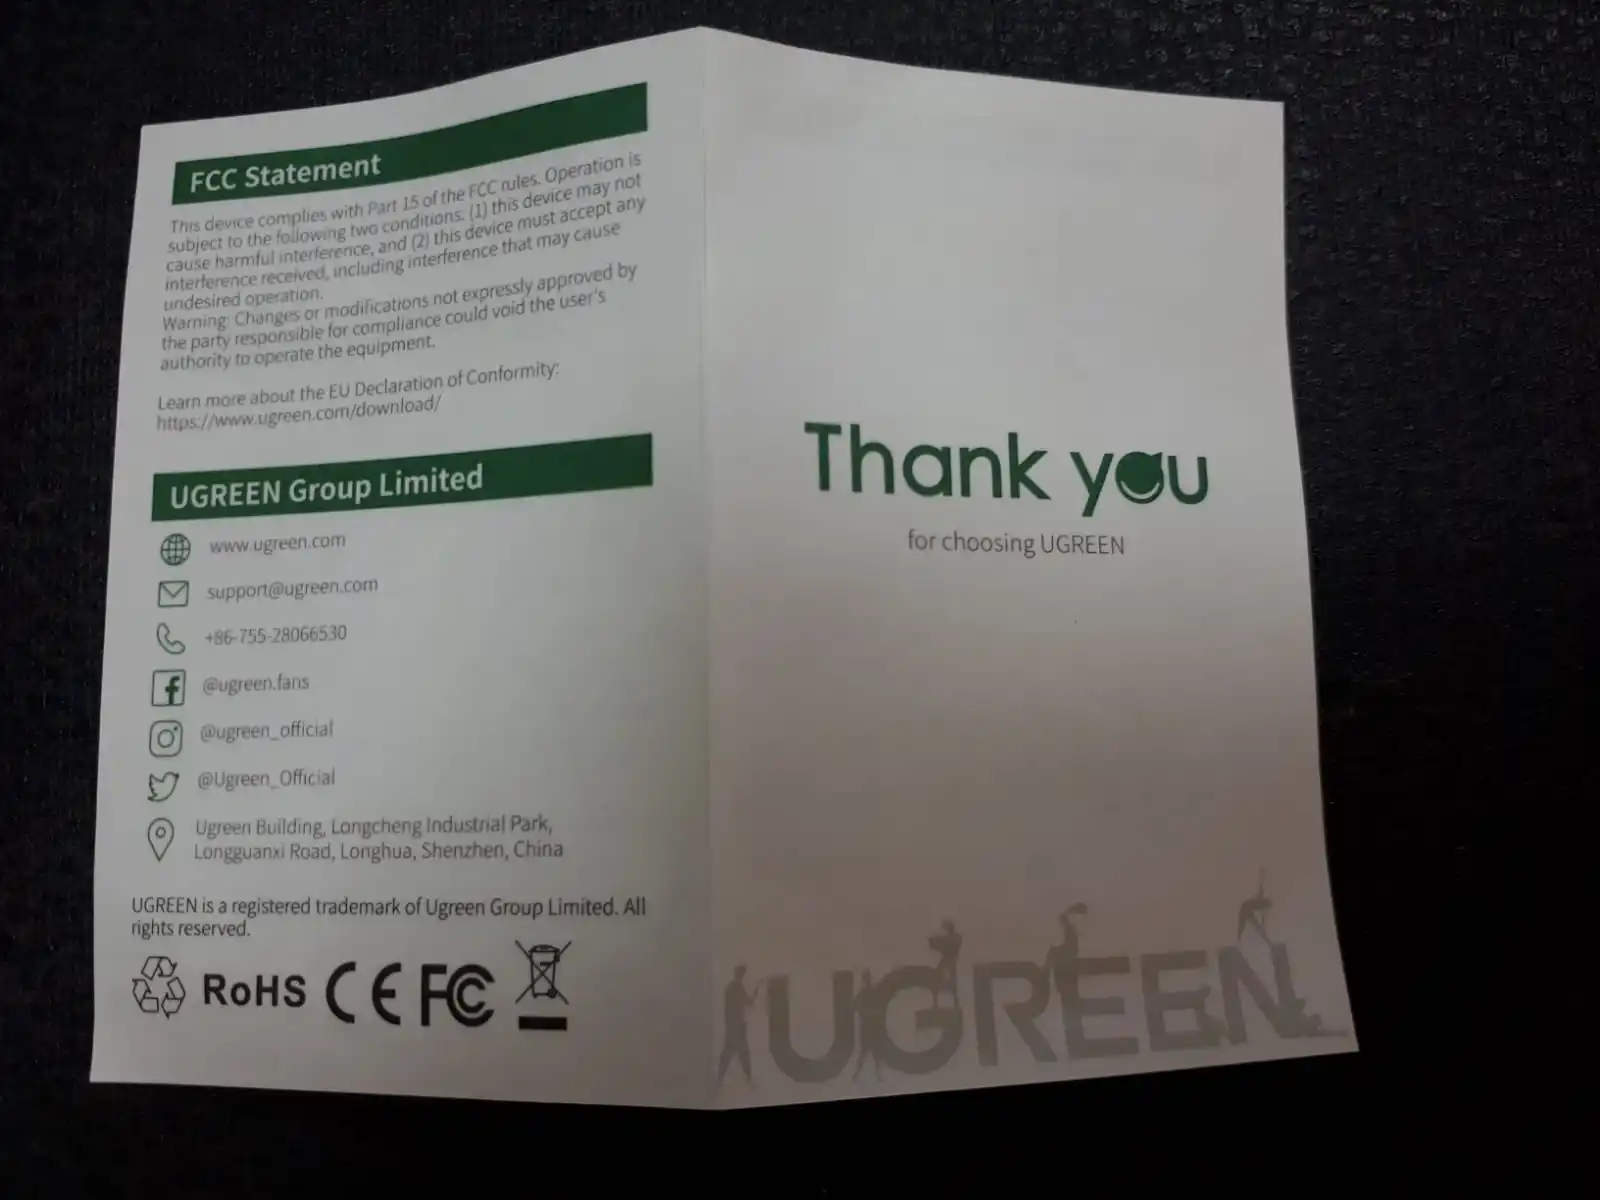 FCC Statement
This device complies with Part 15 of the FCC rules. Operation is
subject to the following two conditions: (1) this device may not
cause harmful interference, and (2) this device must accept any
interference received, including interference that may cause
undesired operation.
Warning: Changes or modifications not expressly approved by
the party responsible for compliance could void the user's
authority to operate the equipment.
Learn more about the EU Declaration of Conformity:
https://www.ugreen.com/download/
UGREEN Group Limited
www.ugreen.com
support@ugreen.com
+86-755-28066530
@ugreen.fans
@ugreen_official
@Ugreen_Official
Ugreen Building, Longcheng Industrial Park,
Longguanxi Road, Longhua, Shenzhen, China
UGREEN is a registered trademark of Ugreen Group Limited. All
rights reserved.
RoHS CE FC
Thank you
for choosing UGREEN
UGREEN